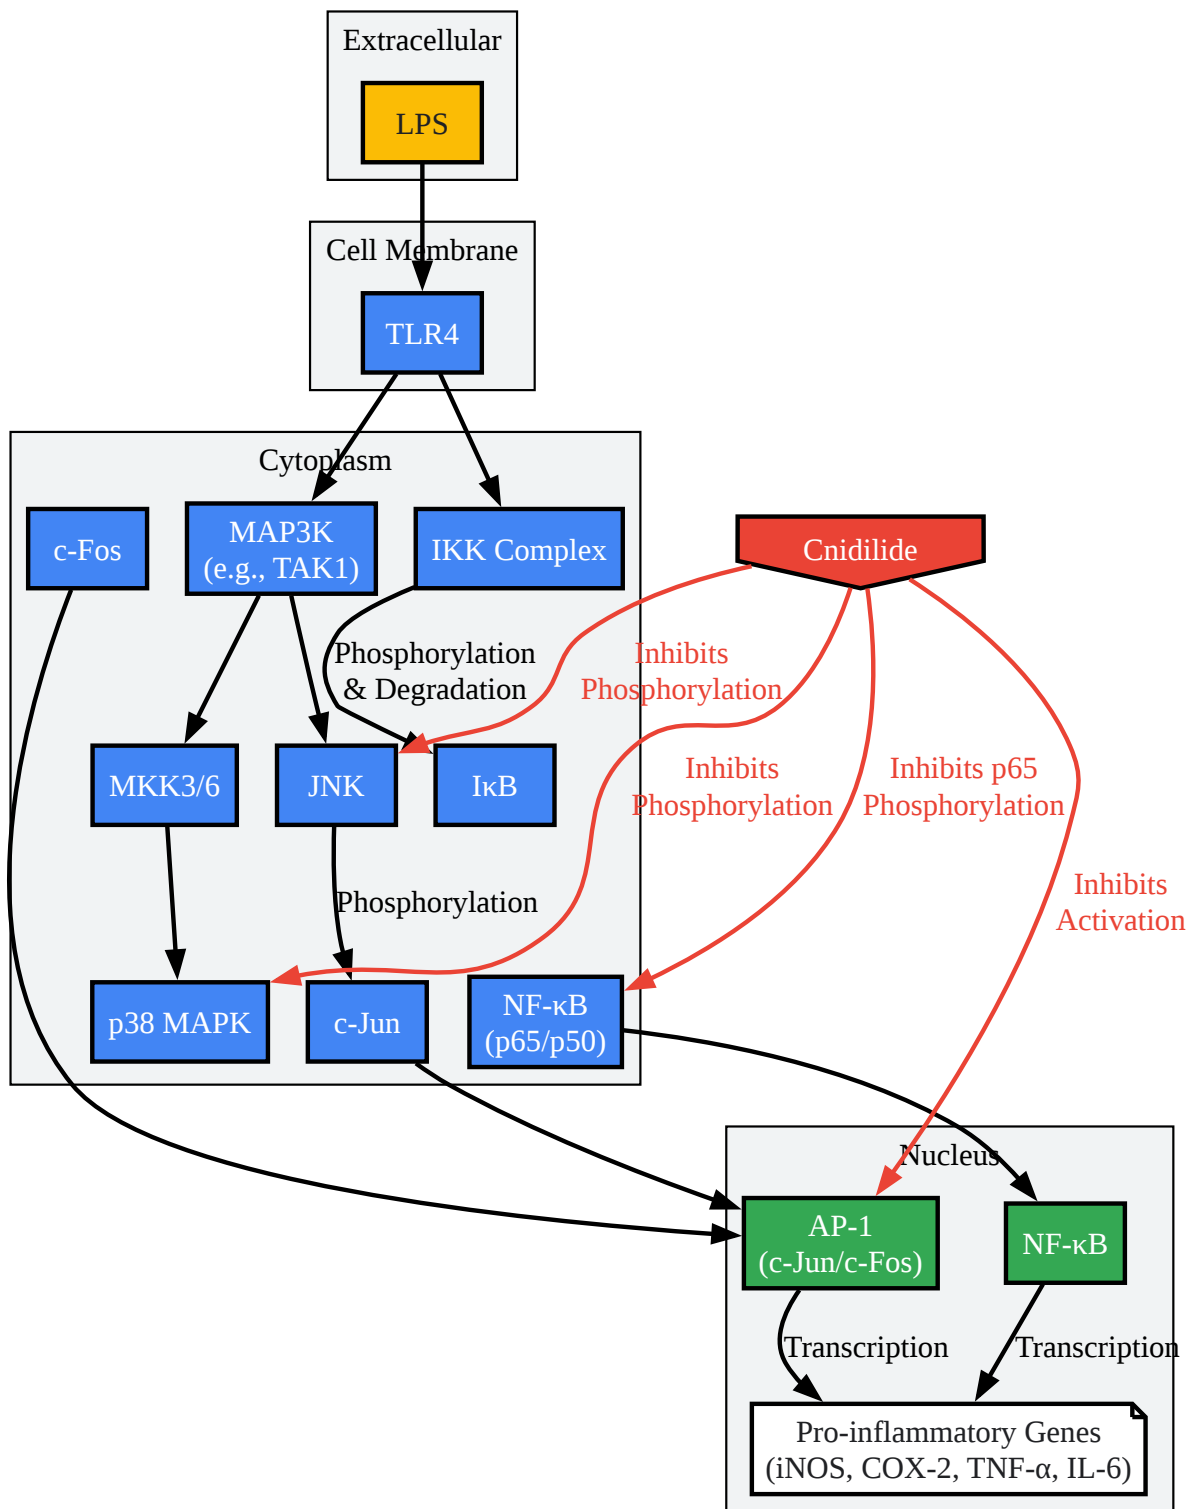 Extracellular
LPS
Cell Membrane
TLR4
Cytoplasm
c-Fos
MAP3K
(e.g., TAK1)
IKK Complex
Cnidilide
Phosphorylation
& Degradation
Inhibits
Phosphorylation
MKK3/6
JNK
IκB
Inhibits
Phosphorylation
Inhibits p65
Phosphorylation
Phosphorylation
Inhibits
Activation
p38 MAPK
c-Jun
NF-κB
(p65/p50)
Nucleus
AP-1
(c-Jun/c-Fos)
NF-κB
Transcription
Transcription
Pro-inflammatory Genes
(iNOS, COX-2, TNF-α, IL-6)